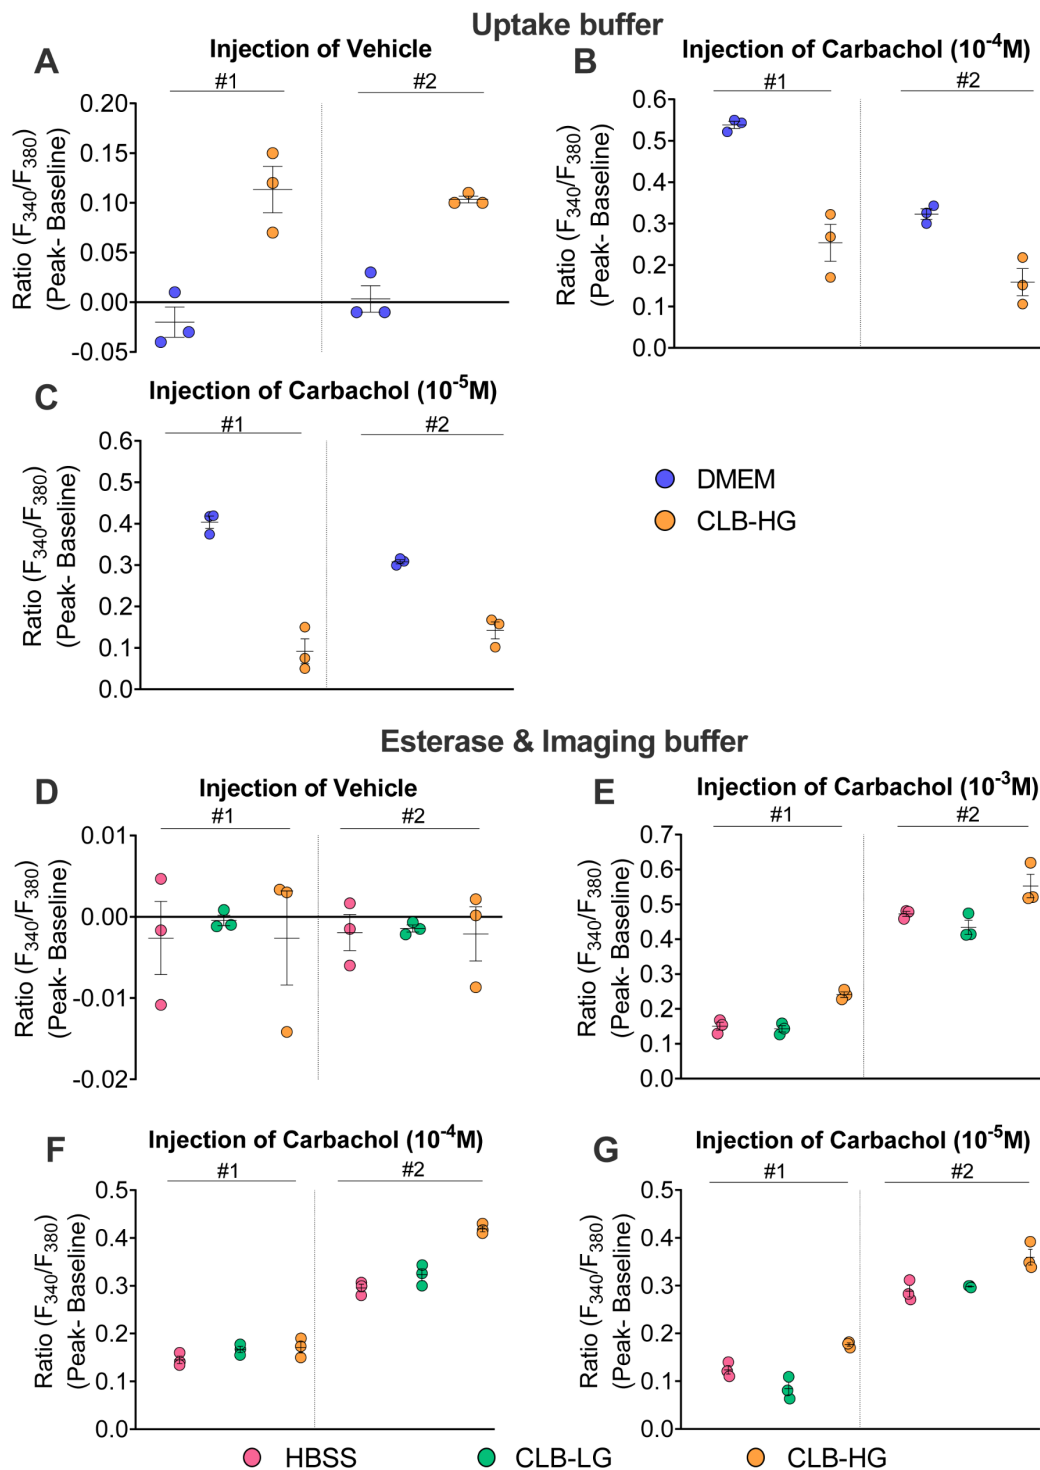 Uptake buffer
A
Injection of Vehicle
#1
#2
Ratio (F340/F380)
(Peak- Baseline)
0.20
0.15
0.10
0.05
0.00
-0.05
B
Injection of Carbachol (10-4M)
#1
#2
Ratio (F340/F380)
(Peak- Baseline)
0.6
0.5
0.4
0.3
0.2
0.1
0.0
C
Injection of Carbachol (10-5M)
#1
#2
Ratio (F340/F380)
(Peak- Baseline)
0.6
0.5
0.4
0.3
0.2
0.1
0.0
DMEM
CLB-HG
Esterase & Imaging buffer
D
Injection of Vehicle
#1
#2
Ratio (F340/F380)
(Peak- Baseline)
0.01
0.00
-0.01
-0.02
E
Injection of Carbachol (10-3M)
#1
#2
Ratio (F340/F380)
(Peak- Baseline)
0.7
0.6
0.5
0.4
0.3
0.2
0.1
0.0
F
Injection of Carbachol (10-4M)
#1
#2
Ratio (F340/F380)
(Peak- Baseline)
0.5
0.4
0.3
0.2
0.1
0.0
G
Injection of Carbachol (10-5M)
#1
#2
Ratio (F340/F380)
(Peak- Baseline)
0.5
0.4
0.3
0.2
0.1
0.0
HBSS
CLB-LG
CLB-HG